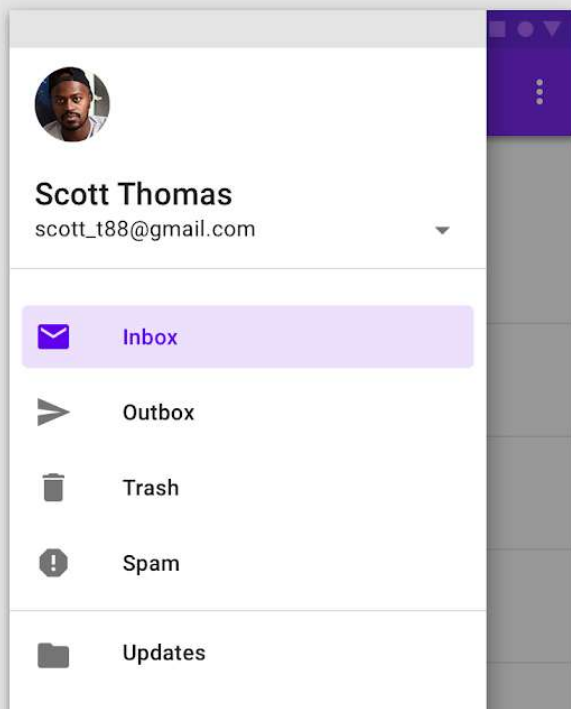 Scott Thomas
scott_t88@gmail.com
Inbox
Outbox
Trash
Spam
Updates